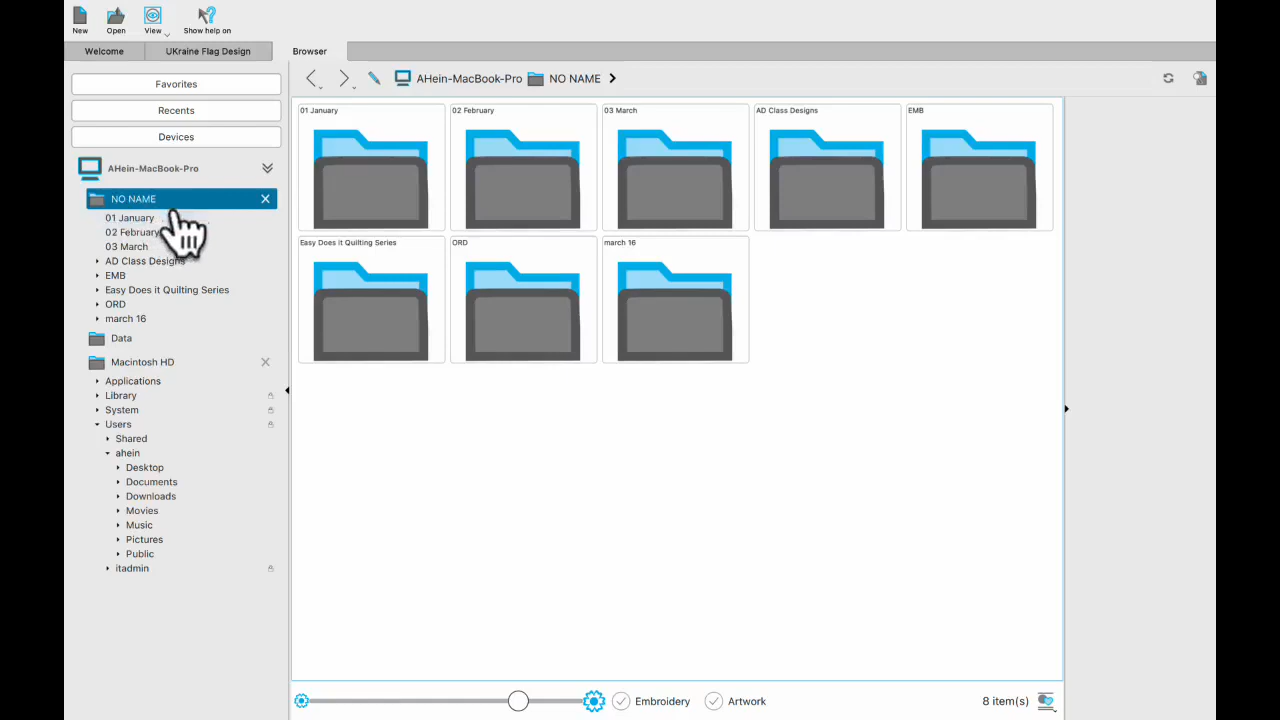 New
Open
View
Show help on
Welcome
UKraine Flag Design
Browser
Favorites
Recents
Devices
AHein-MacBook-Pro
NO NAME
01 January
02 February
03 March
AD Class Designs
EMB
Easy Does it Quilting Series
ORD
march 16
Data
Macintosh HD
Applications
Library
System
Users
Shared
ahein
Desktop
Documents
Downloads
Movies
Music
Pictures
Public
itadmin
AHein-MacBook-Pro NO NAME
01 January
02 February
03 March
AD Class Designs
EMB
Easy Does it Quilting Series
ORD
march 16
Embroidery
Artwork
8 item(s)